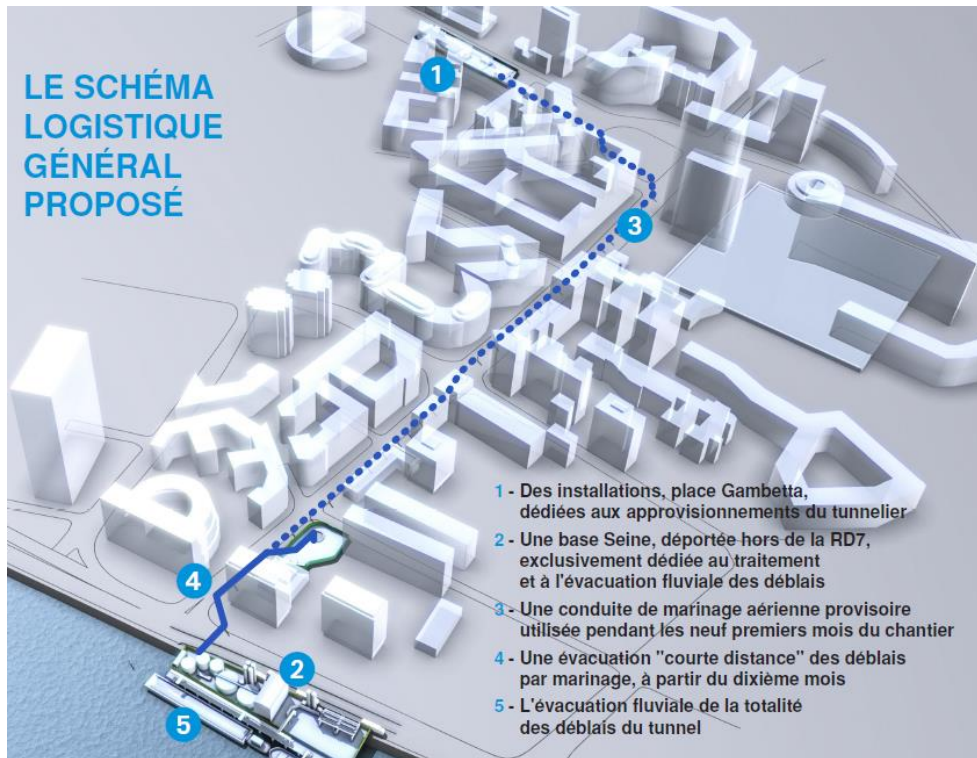 LE SCHÉMA
LOGISTIQUE
GÉNÉRAL
PROPOSÉ
1
3
4
2
5
1 - Des installations, place Gambetta,
dédiées aux approvisionnements du tunnelier
2 - Une base Seine, déportée hors de la RD7,
exclusivement dédiée au traitement
et à l'évacuation fluviale des déblais
3 - Une conduite de marinage aérienne provisoire
utilisée pendant les neuf premiers mois du chantier
4 - Une évacuation "courte distance" des déblais
par marinage, à partir du dixième mois
5 - L'évacuation fluviale de la totalité
des déblais du tunnel